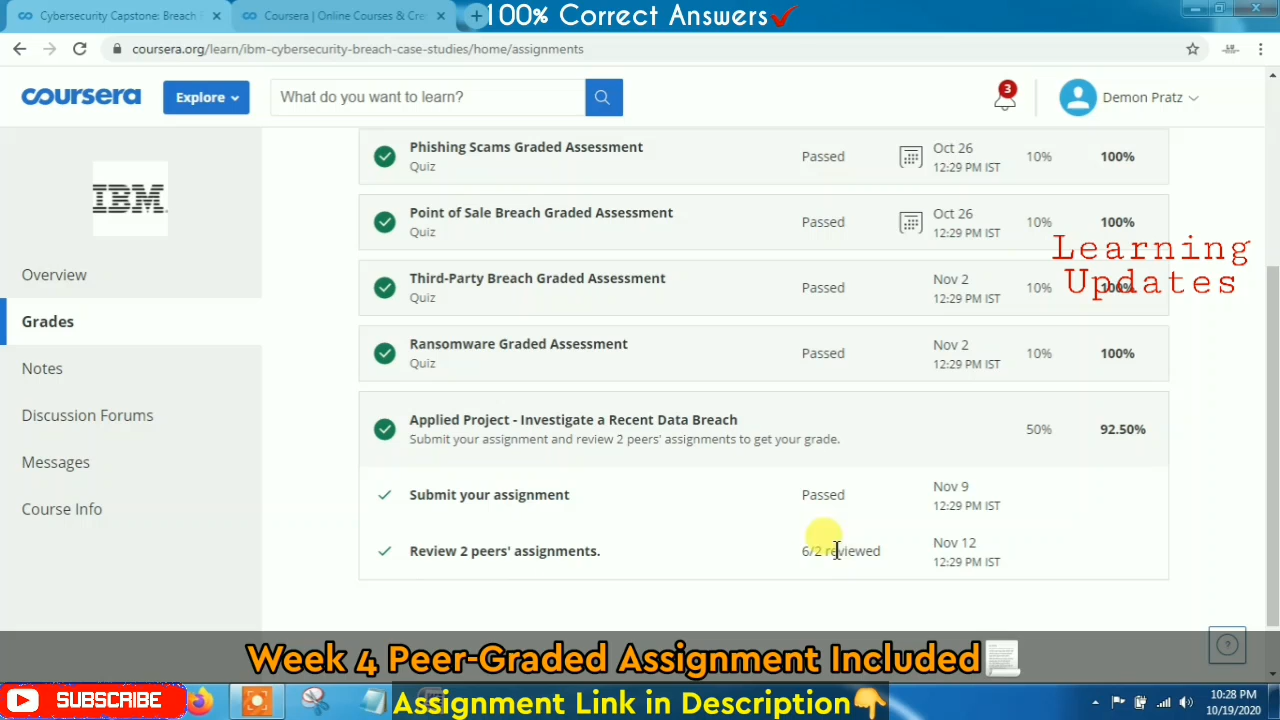 Cybersecurity Capstone: Breach
Coursera | Online Courses & Cre
100% Correct Answers
coursera.org/learn/ibm-cybersecurity-breach-case-studies/home/assignments
coursera
Explore
What do you want to learn?
3
Demon Pratz
IBM
Overview
Grades
Notes
Discussion Forums
Messages
Course Info
Phishing Scams Graded Assessment
Quiz
Passed
Oct 26
12:29 PM IST
10%
100%
Point of Sale Breach Graded Assessment
Quiz
Passed
Oct 26
12:29 PM IST
10%
100%
Learning
Updates
Third-Party Breach Graded Assessment
Quiz
Passed
Nov 2
12:29 PM IST
10%
100%
Ransomware Graded Assessment
Quiz
Passed
Nov 2
12:29 PM IST
10%
100%
Applied Project - Investigate a Recent Data Breach
Submit your assignment and review 2 peers' assignments to get your grade.
50%
92.50%
Submit your assignment
Passed
Nov 9
12:29 PM IST
Review 2 peers' assignments.
6/2 reviewed
Nov 12
12:29 PM IST
Week 4 Peer-Graded Assignment Included
SUBSCRIBE
Assignment Link in Description
10:28 PM
10/19/2020